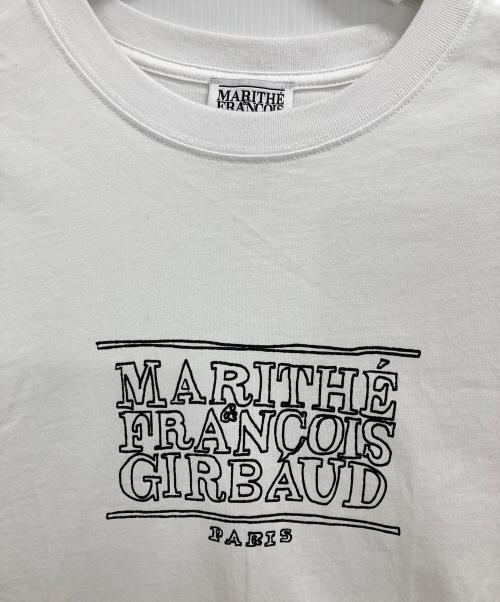 MARITHÉ
FRANÇOIS
MARITHÉ
&
FRANÇOIS
GIRBAUD
PARIS